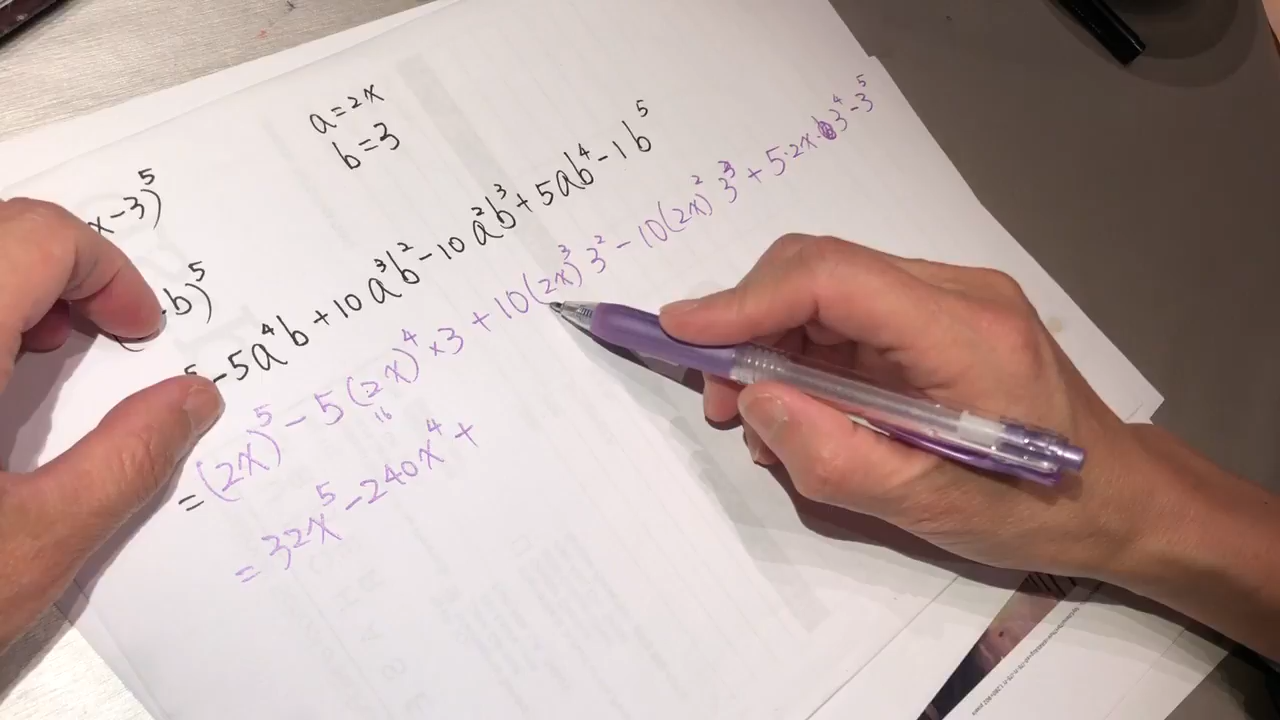 a=2x
b=3
x-3)⁵
b)⁵
-5a⁴b+10a³b²-10a²b³+5ab⁴-1b⁵
=(2x)⁵-5(2x)⁴×3+10(2x)³3²-10(2x)²3³+5·2x·3⁴-3⁵
16
=32x⁵-240x⁴+